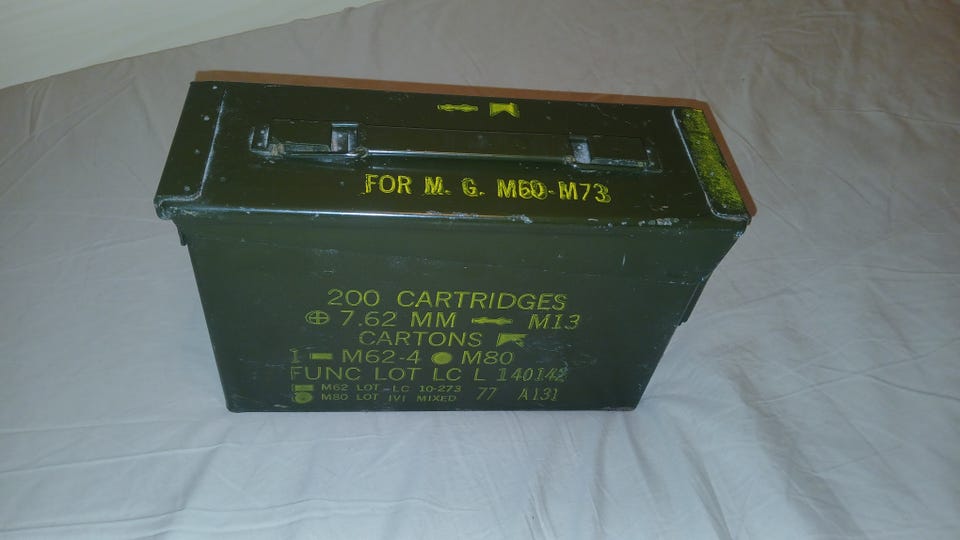 FOR M. G. M60-M73
200 CARTRIDGES
7.62 MM M13
CARTONS
1 M62-4 M80
FUNC LOT LC L 140142
M62 LOT LC 10-273
M80 LOT IVI MIXED 77 A131